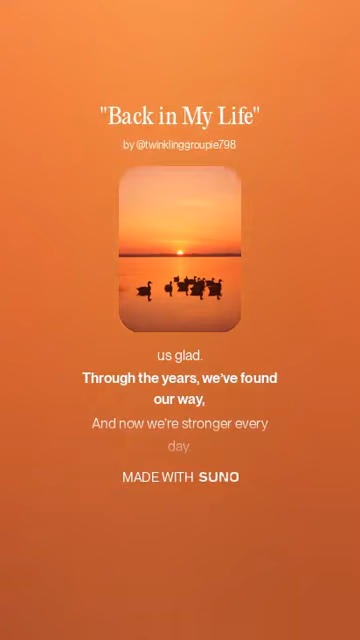 "Back in My Life"
by @twinklinggroupie798
us glad.
Through the years, we've found
our way,
And now we're stronger every
day.
MADE WITH SUNO